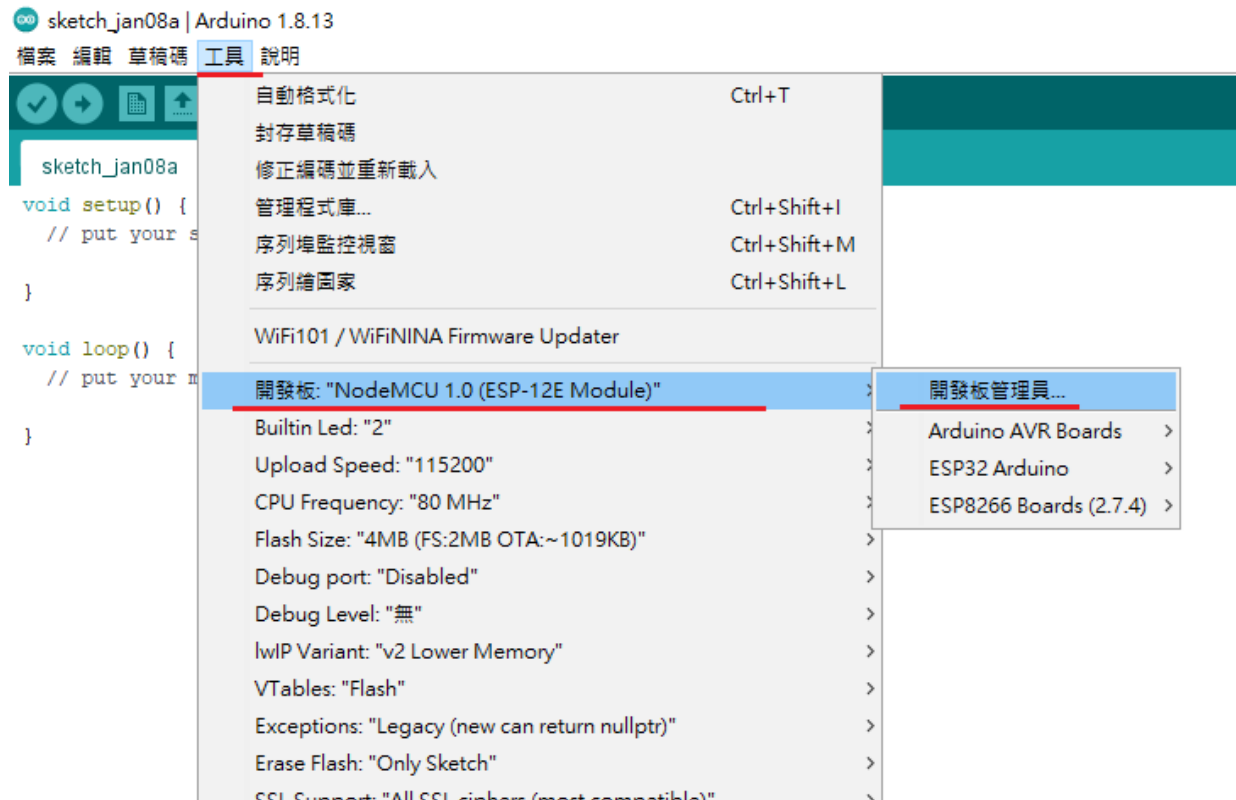 sketch_jan08a | Arduino 1.8.13
檔案 編輯 草稿碼 工具 說明
自動格式化 Ctrl+T
封存草稿碼
sketch_jan08a
修正編碼並重新載入
void setup() {
管理程式庫... Ctrl+Shift+I
// put your s
序列埠監控視窗 Ctrl+Shift+M
序列繪圖家 Ctrl+Shift+L
}
WiFi101 / WiFiNINA Firmware Updater
void loop() {
// put your m
開發板: "NodeMCU 1.0 (ESP-12E Module)"
開發板管理員...
}
Builtin Led: "2"
Arduino AVR Boards
Upload Speed: "115200"
ESP32 Arduino
CPU Frequency: "80 MHz"
ESP8266 Boards (2.7.4)
Flash Size: "4MB (FS:2MB OTA:~1019KB)"
Debug port: "Disabled"
Debug Level: "無"
lwIP Variant: "v2 Lower Memory"
VTables: "Flash"
Exceptions: "Legacy (new can return nullptr)"
Erase Flash: "Only Sketch"
SSL Support: "All SSL ciphers (most compatible)"